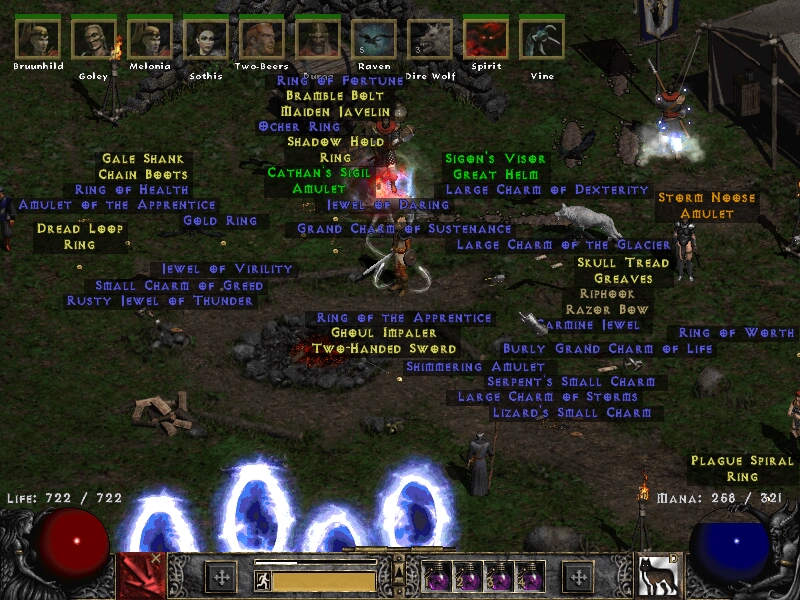 Bruunhild
Goley
Melonia
Sothis
Two-Beers
Durga
Raven
Dire Wolf
Spirit
Vine
5
3
Ring of Fortune
Bramble Bolt
Maiden Javelin
Ocher Ring
Shadow Hold
Ring
Gale Shank
Chain Boots
Cathan's Sigil
Amulet
Sigon's Visor
Great Helm
Ring of Health
Large Charm of Dexterity
Amulet of the Apprentice
Jewel of Daring
Storm Noose
Amulet
Gold Ring
Dread Loop
Ring
Grand Charm of Sustenance
Large Charm of the Glacier
Jewel of Virility
Skull Tread
Greaves
Small Charm of Greed
Riphook
Razor Bow
Rusty Jewel of Thunder
Ring of the Apprentice
Carmine Jewel
Ghoul Impaler
Two-Handed Sword
Ring of Worth
Burly Grand Charm of Life
Shimmering Amulet
Serpent's Small Charm
Large Charm of Storms
Lizard's Small Charm
Plague Spiral
Ring
Life: 722 / 722
Mana: 268 / 321